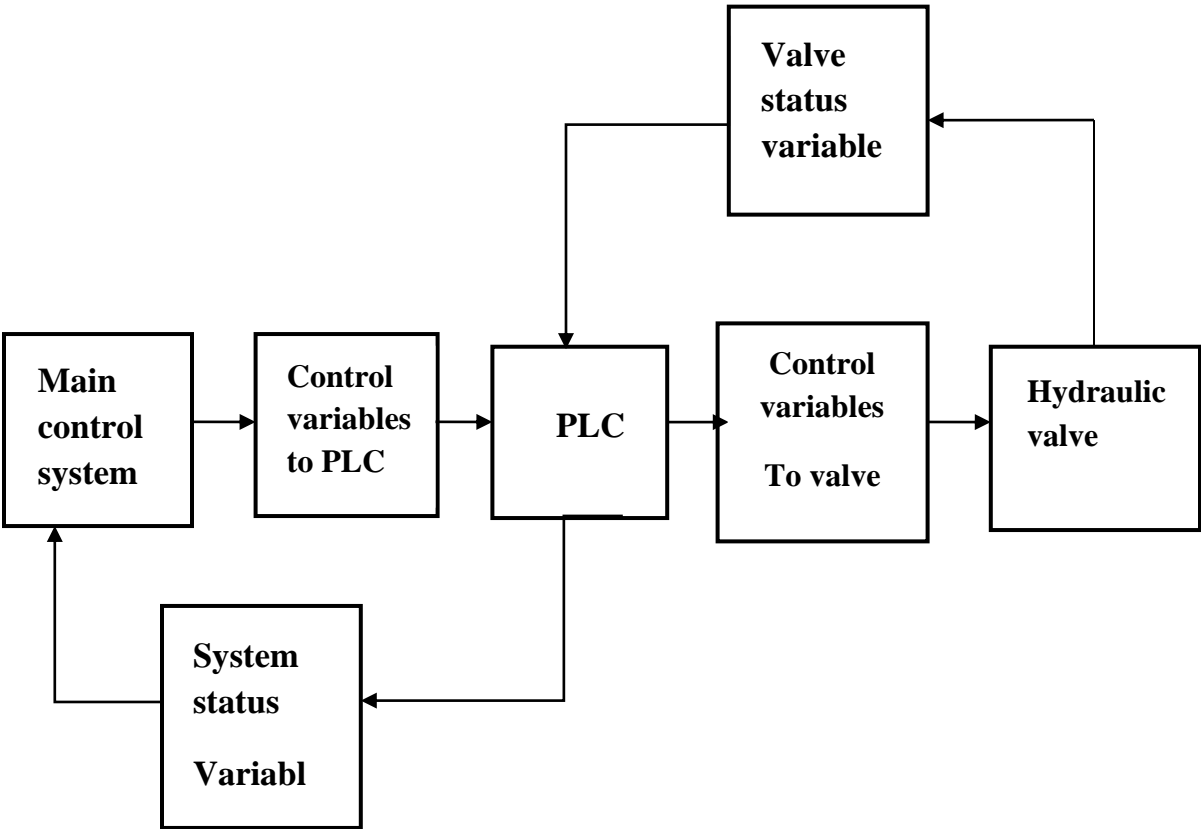 Valve
status
variable
Main
control
system
Control
variables
to PLC
PLC
Control
variables
To valve
Hydraulic
valve
System
status
Variabl